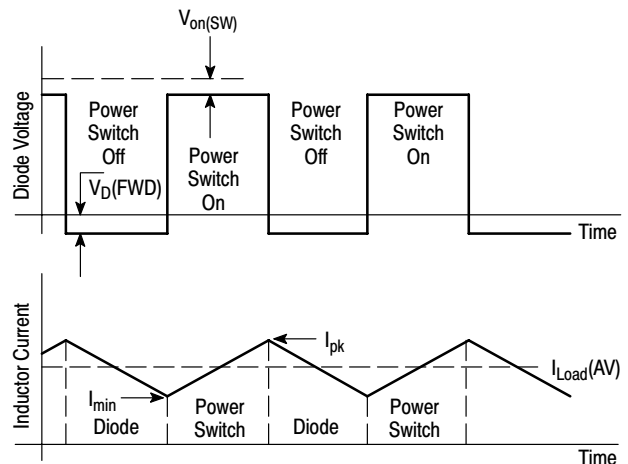 Von(SW)
Diode Voltage
Power
Switch
Off
Power
Switch
On
Power
Switch
Off
Power
Switch
On
VD(FWD)
Time
Inductor Current
Ipk
ILoad(AV)
Imin
Diode
Power
Switch
Diode
Power
Switch
Time